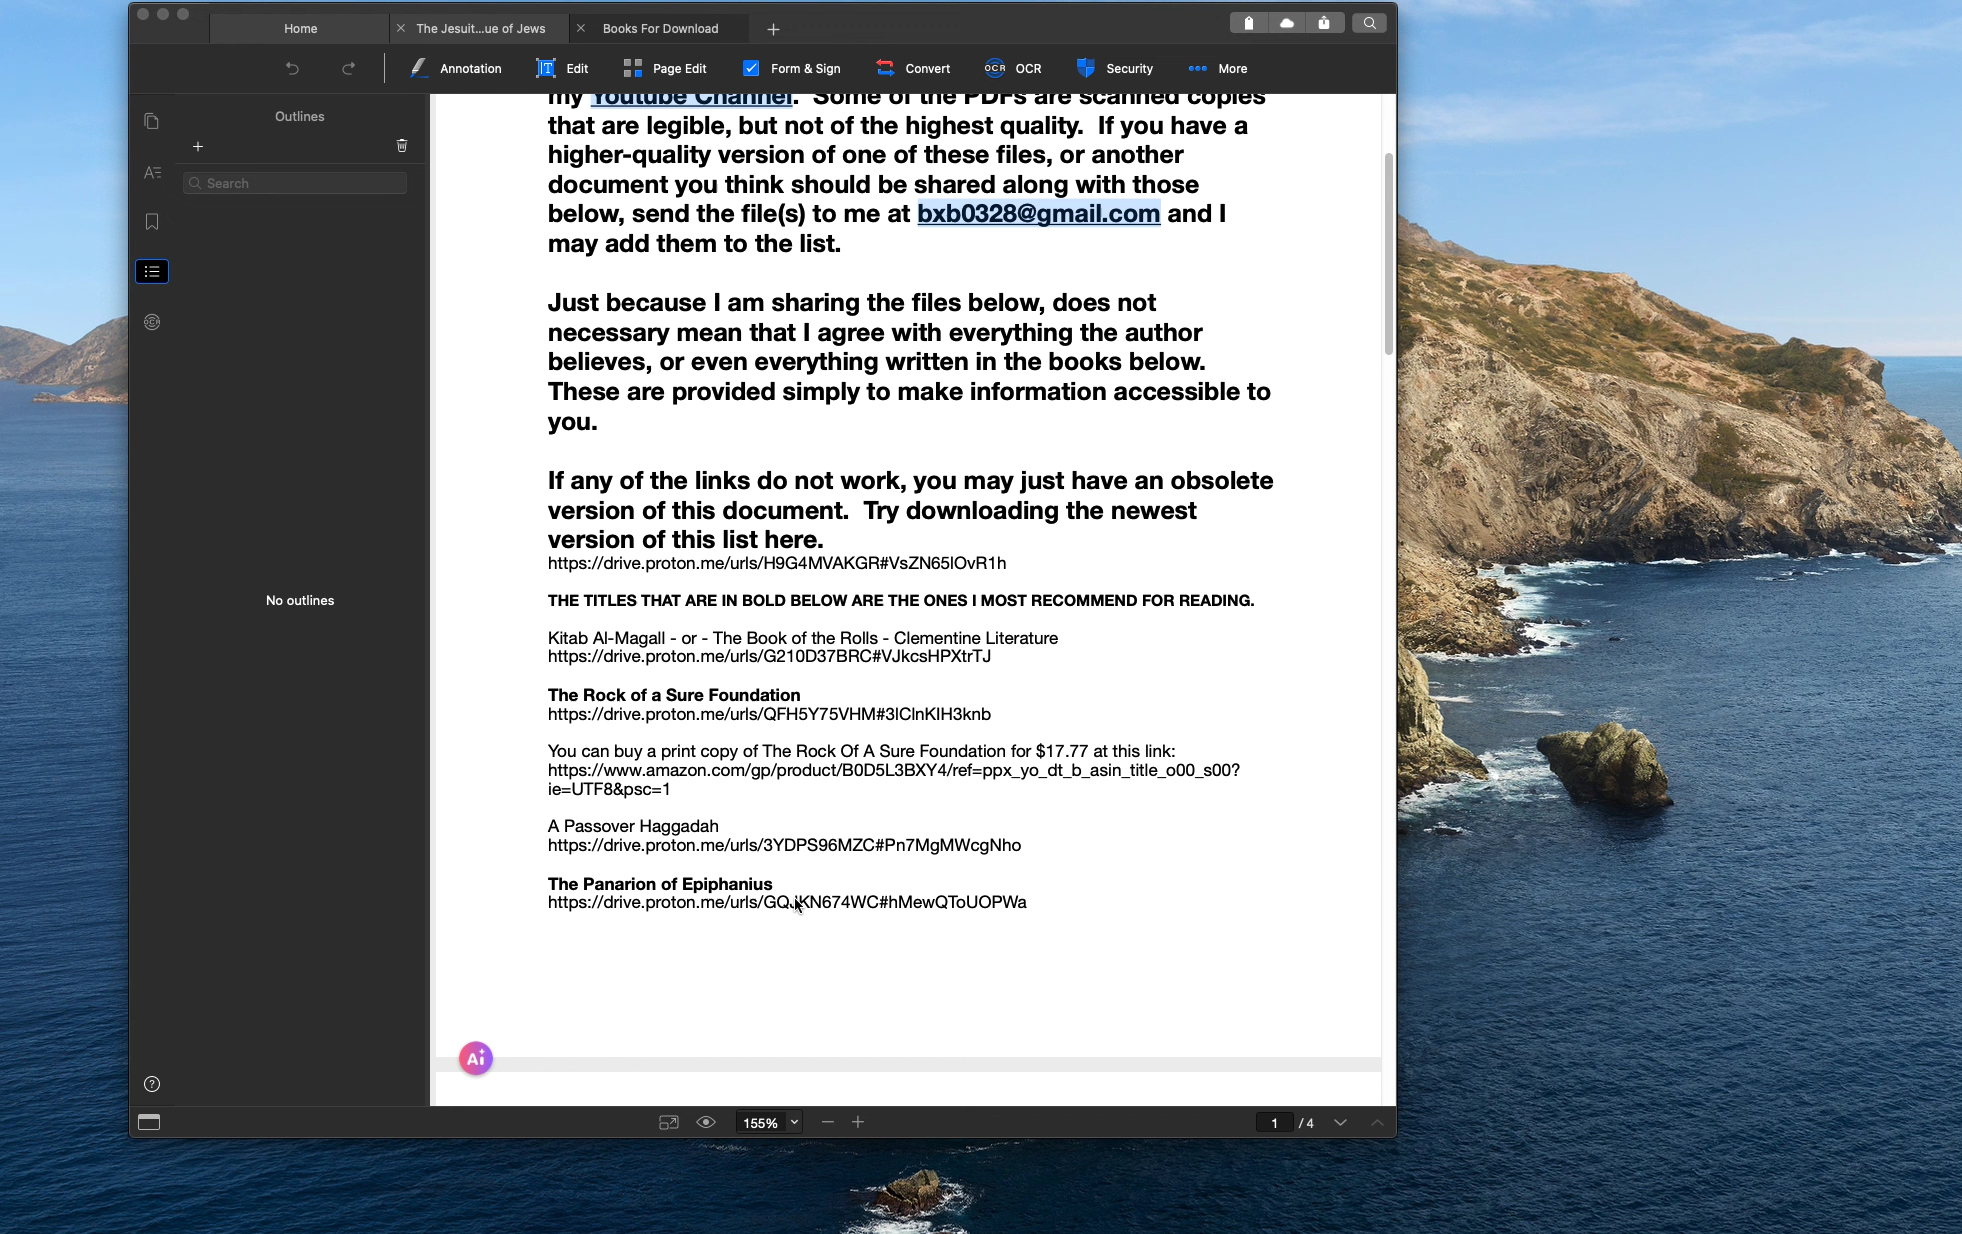 Home
The Jesuit...ue of Jews
Books For Download
Annotation
Edit
Page Edit
Form & Sign
Convert
OCR
Security
More
Outlines
Search
No outlines
my Youtube Channel. Some of the PDFs are scanned copies
that are legible, but not of the highest quality. If you have a
higher-quality version of one of these files, or another
document you think should be shared along with those
below, send the file(s) to me at bxb0328@gmail.com and I
may add them to the list.
Just because I am sharing the files below, does not
necessary mean that I agree with everything the author
believes, or even everything written in the books below.
These are provided simply to make information accessible to
you.
If any of the links do not work, you may just have an obsolete
version of this document. Try downloading the newest
version of this list here.
https://drive.proton.me/urls/H9G4MVAKGR#VsZN65lOvR1h
THE TITLES THAT ARE IN BOLD BELOW ARE THE ONES I MOST RECOMMEND FOR READING.
Kitab Al-Magall - or - The Book of the Rolls - Clementine Literature
https://drive.proton.me/urls/G210D37BRC#VJkcsHPXtrTJ
The Rock of a Sure Foundation
https://drive.proton.me/urls/QFH5Y75VHM#3lClnKIH3knb
You can buy a print copy of The Rock Of A Sure Foundation for $17.77 at this link:
https://www.amazon.com/gp/product/B0D5L3BXY4/ref=ppx_yo_dt_b_asin_title_o00_s00?
ie=UTF8&psc=1
A Passover Haggadah
https://drive.proton.me/urls/3YDPS96MZC#Pn7MgMWcgNho
The Panarion of Epiphanius
Ai
155%
1 / 4